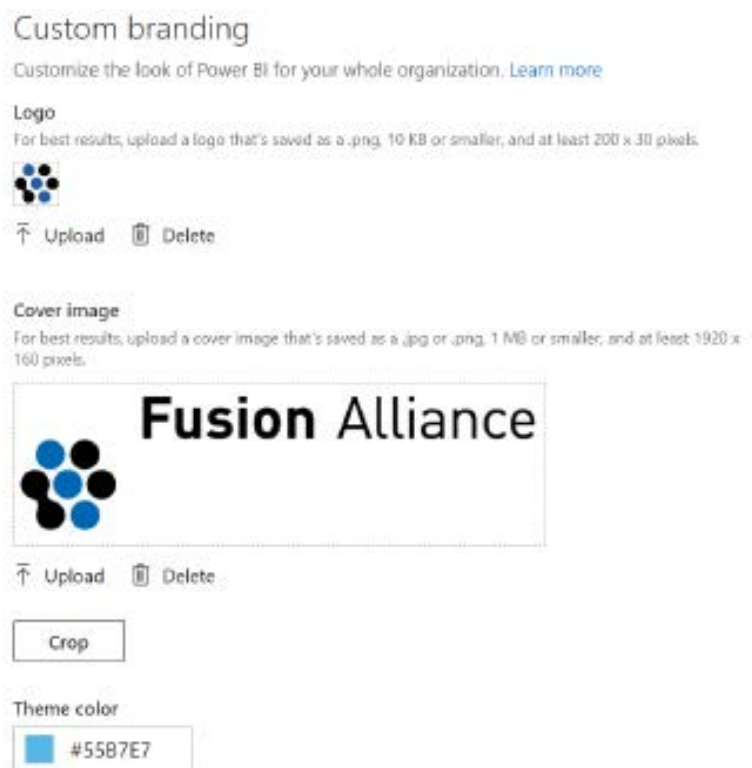 Custom branding
Customize the look of Power BI for your whole organization. Learn more
Logo
For best results, upload a logo that's saved as a .png, 10 KB or smaller, and at least 200 x 30 pixels.
Upload Delete
Cover image
For best results, upload a cover image that's saved as a .jpg or .png, 1 MB or smaller, and at least 1920 x
160 pixels.
Fusion Alliance
Upload Delete
Crop
Theme color
#55B7E7